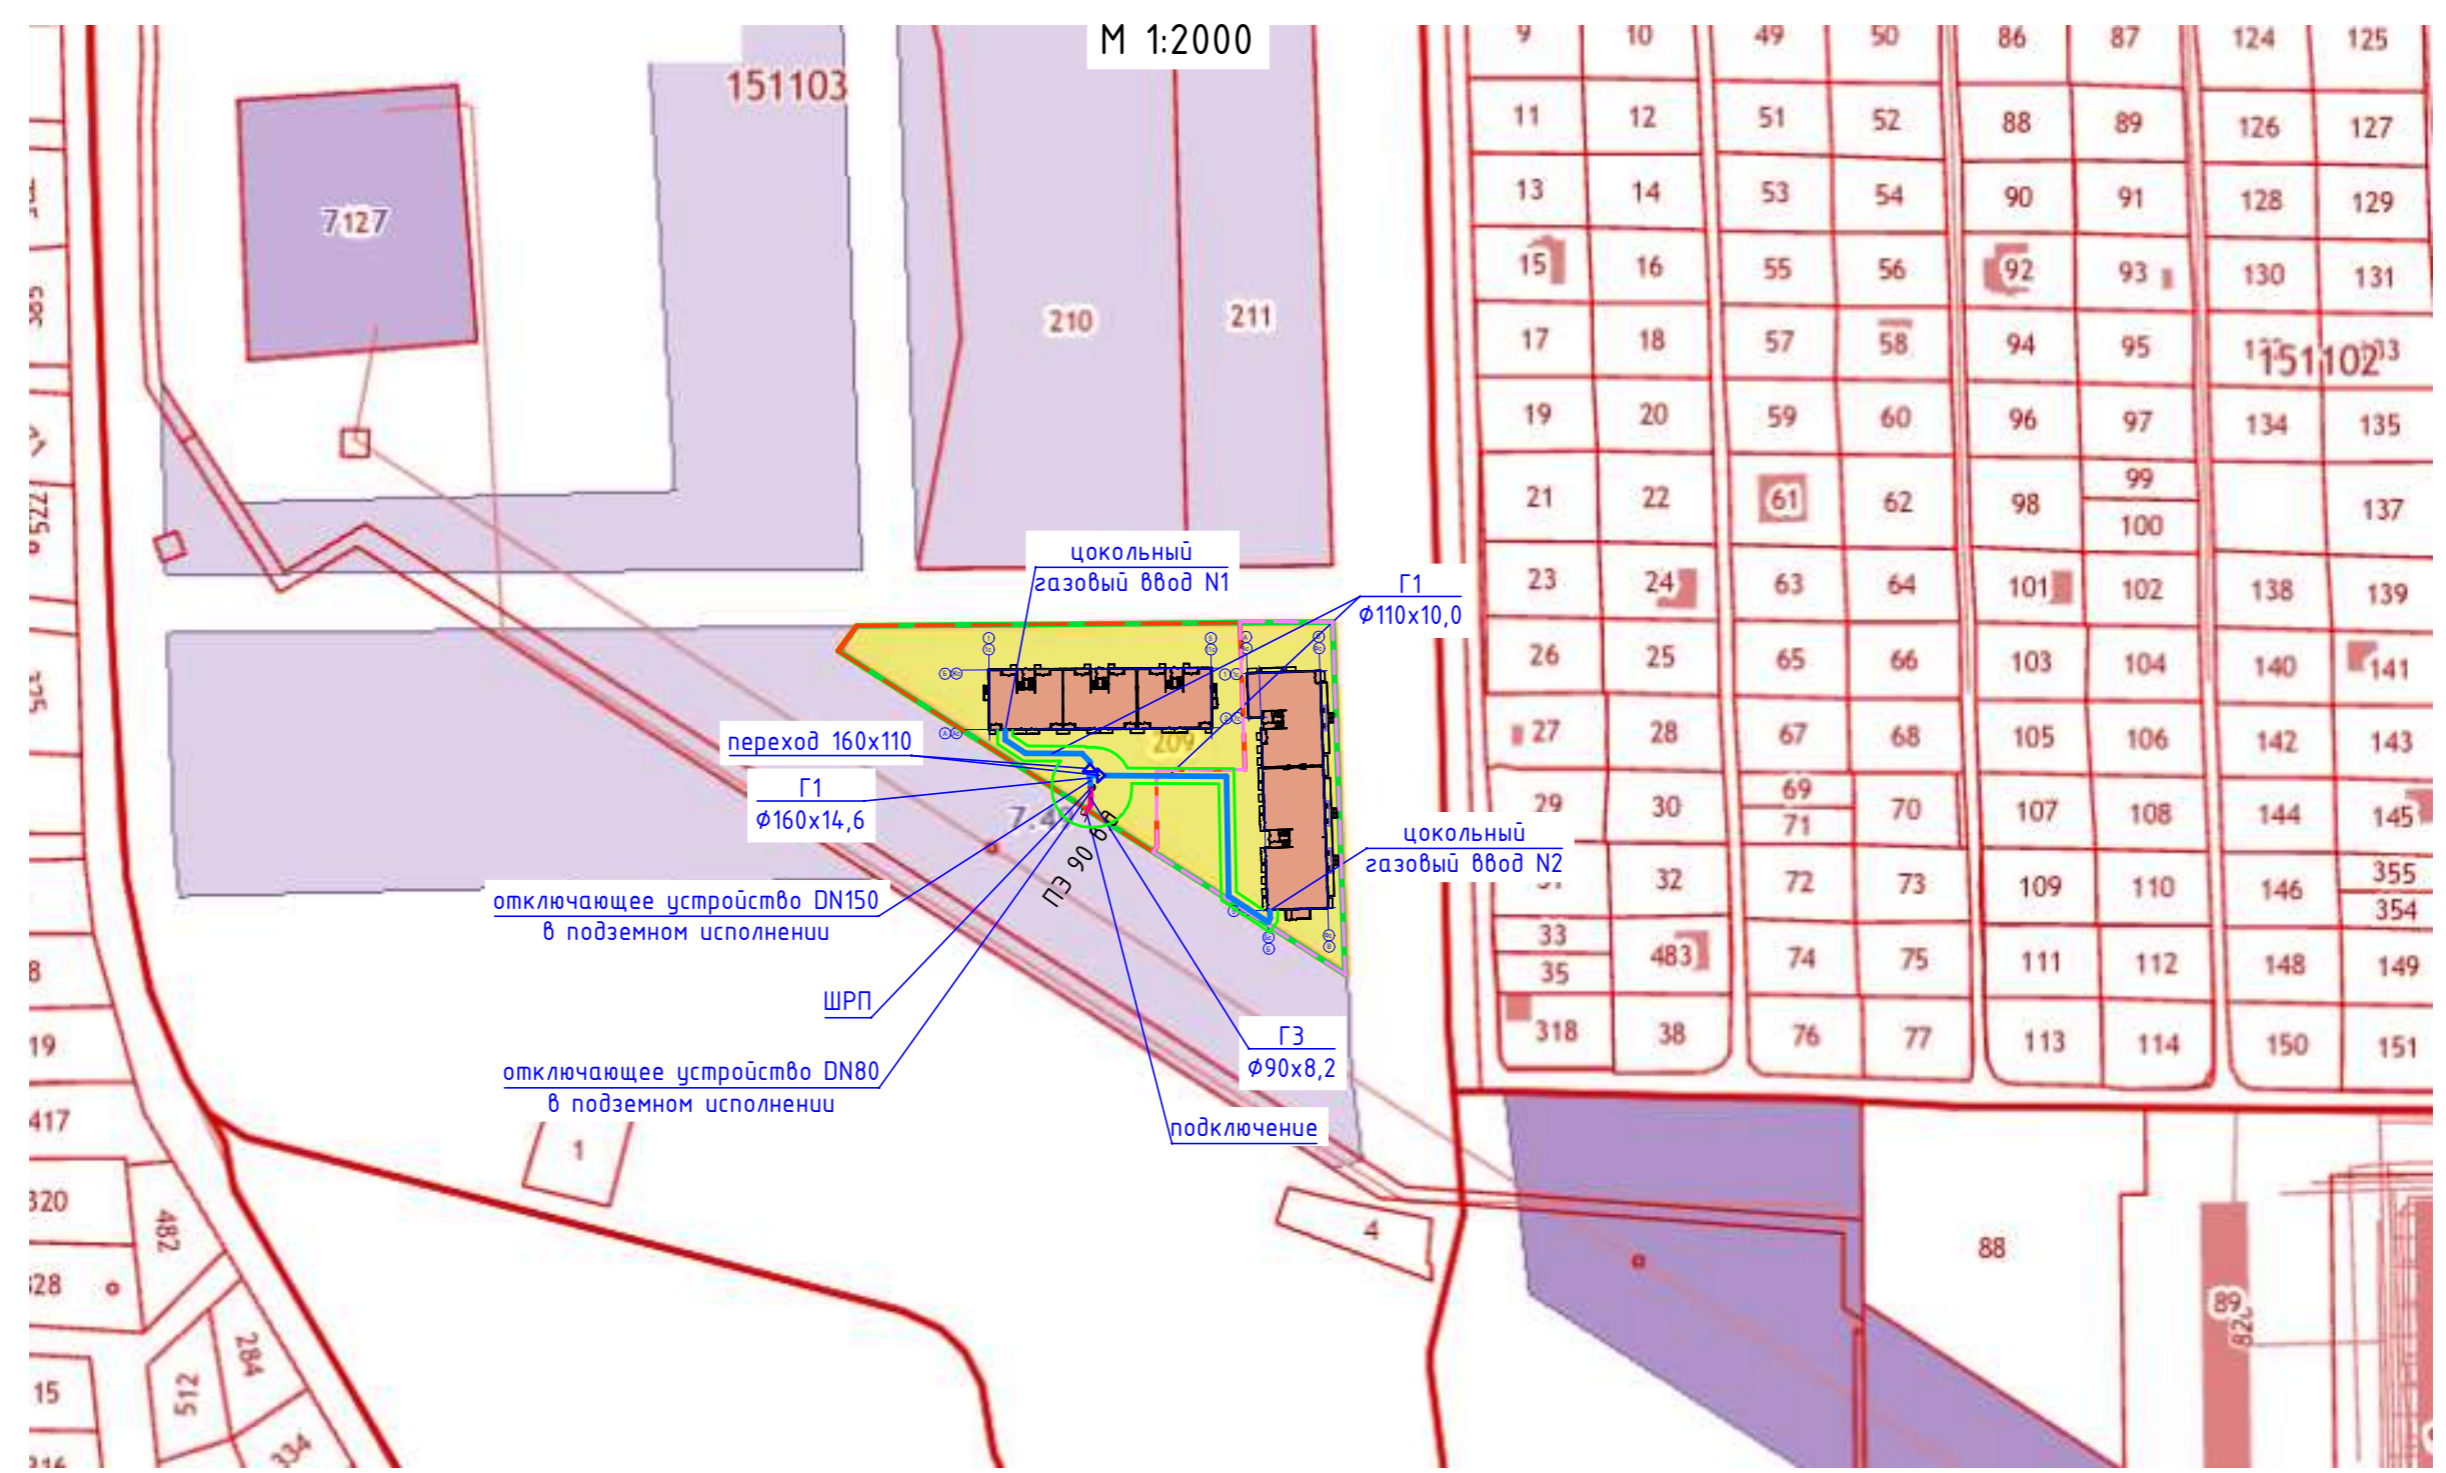 М 1:2000
9 10 49 50 86 87 124 125
151103
11 12 51 52 88 89 126 127
13 14 53 54 90 91 128 129
7127
15 16 55 56 92 93 130 131
210 211
17 18 57 58 94 95
151102
19 20 59 60 96 97 134 135
21 22 61 62 98 99 137
100
522
цокольный
газовый ввод N1
Г1
Ф110х10,0
23 24 63 64 101 102 138 139
26 25 65 66 103 104 140 141
переход 160х110
209
27 28 67 68 105 106 142 143
Г1
Ф160х14,6
29 30 69 70 107 108 144 145
71
ПЭ 90 6.8
цокольный
газовый ввод N2
32 72 73 109 110 146 355
354
отключающее устройство DN150
в подземном исполнении
33 483 74 75 111 112 148 149
35
8
ШРП
19
318 38 76 77 113 114 150 151
Г3
Ф90х8,2
отключающее устройство DN80
в подземном исполнении
подключение
417
1
320
482
4
88
328
89
284
15
512
334